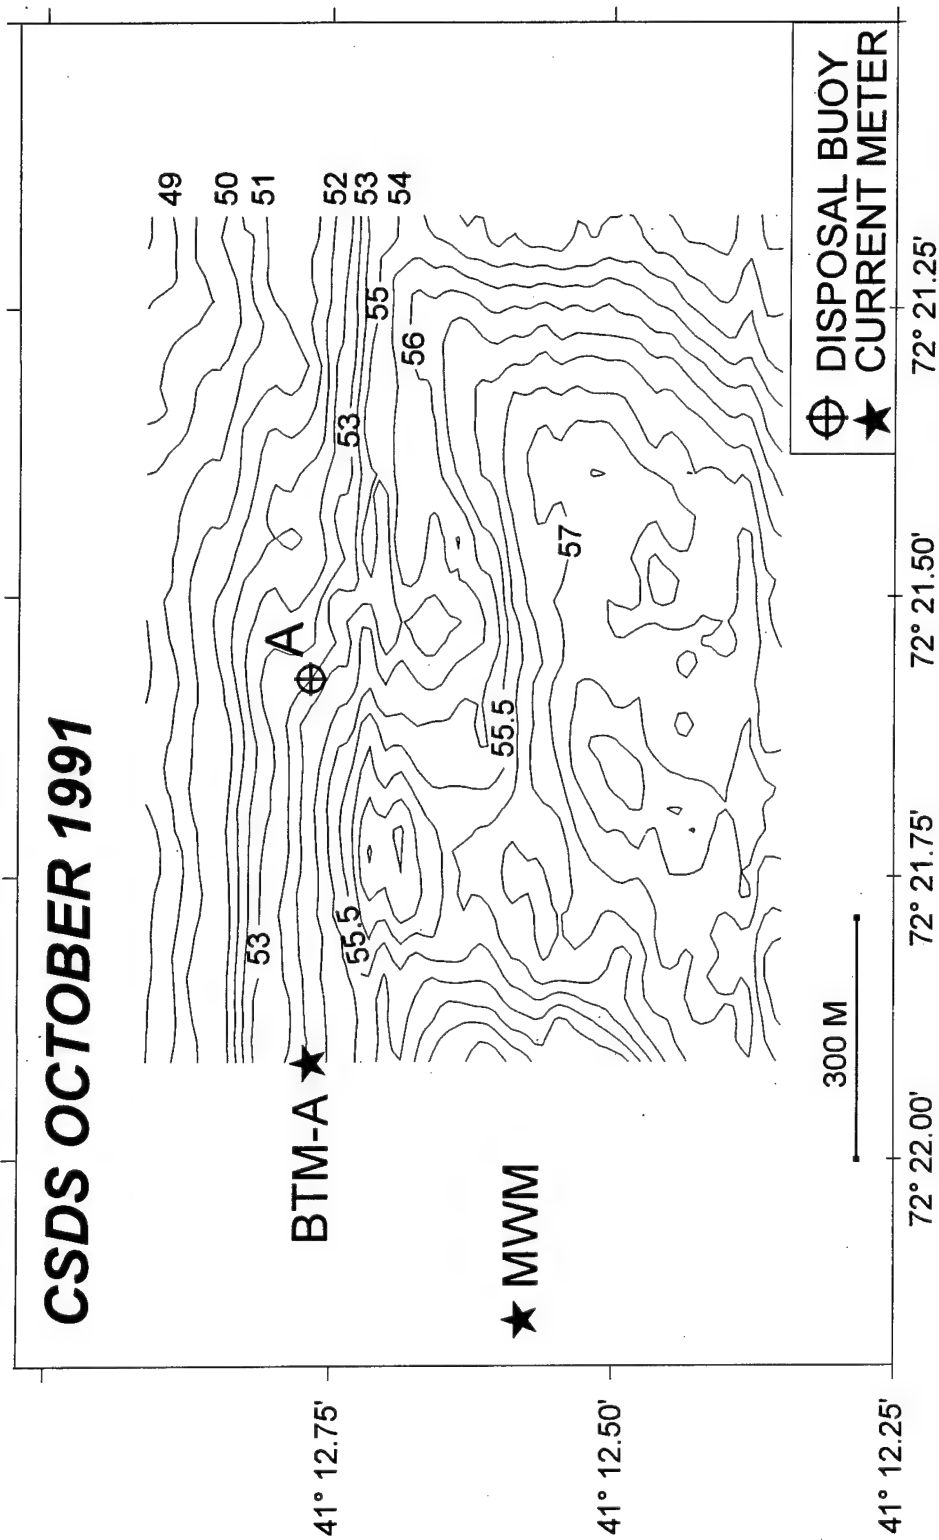 CSDS OCTOBER 1991
49
50
51
52
53
54
55
56
53
A
53
55.5
57
55.5
BTM-A
MWM
300 M
DISPOSAL BUOY
CURRENT METER
41° 12.75'
41° 12.50'
41° 12.25'
72° 22.00'
72° 21.75'
72° 21.50'
72° 21.25'